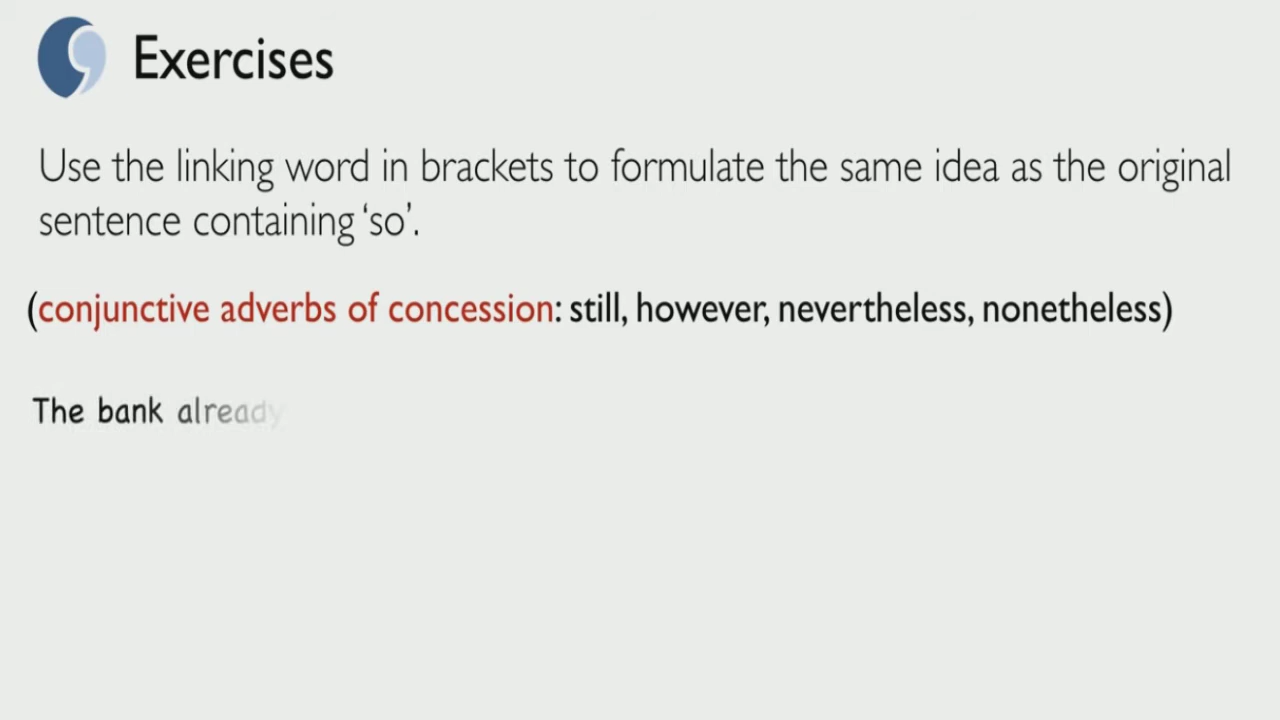 Exercises
Use the linking word in brackets to formulate the same idea as the original
sentence containing ‘so’.
(conjunctive adverbs of concession: still, however, nevertheless, nonetheless)
The bank already